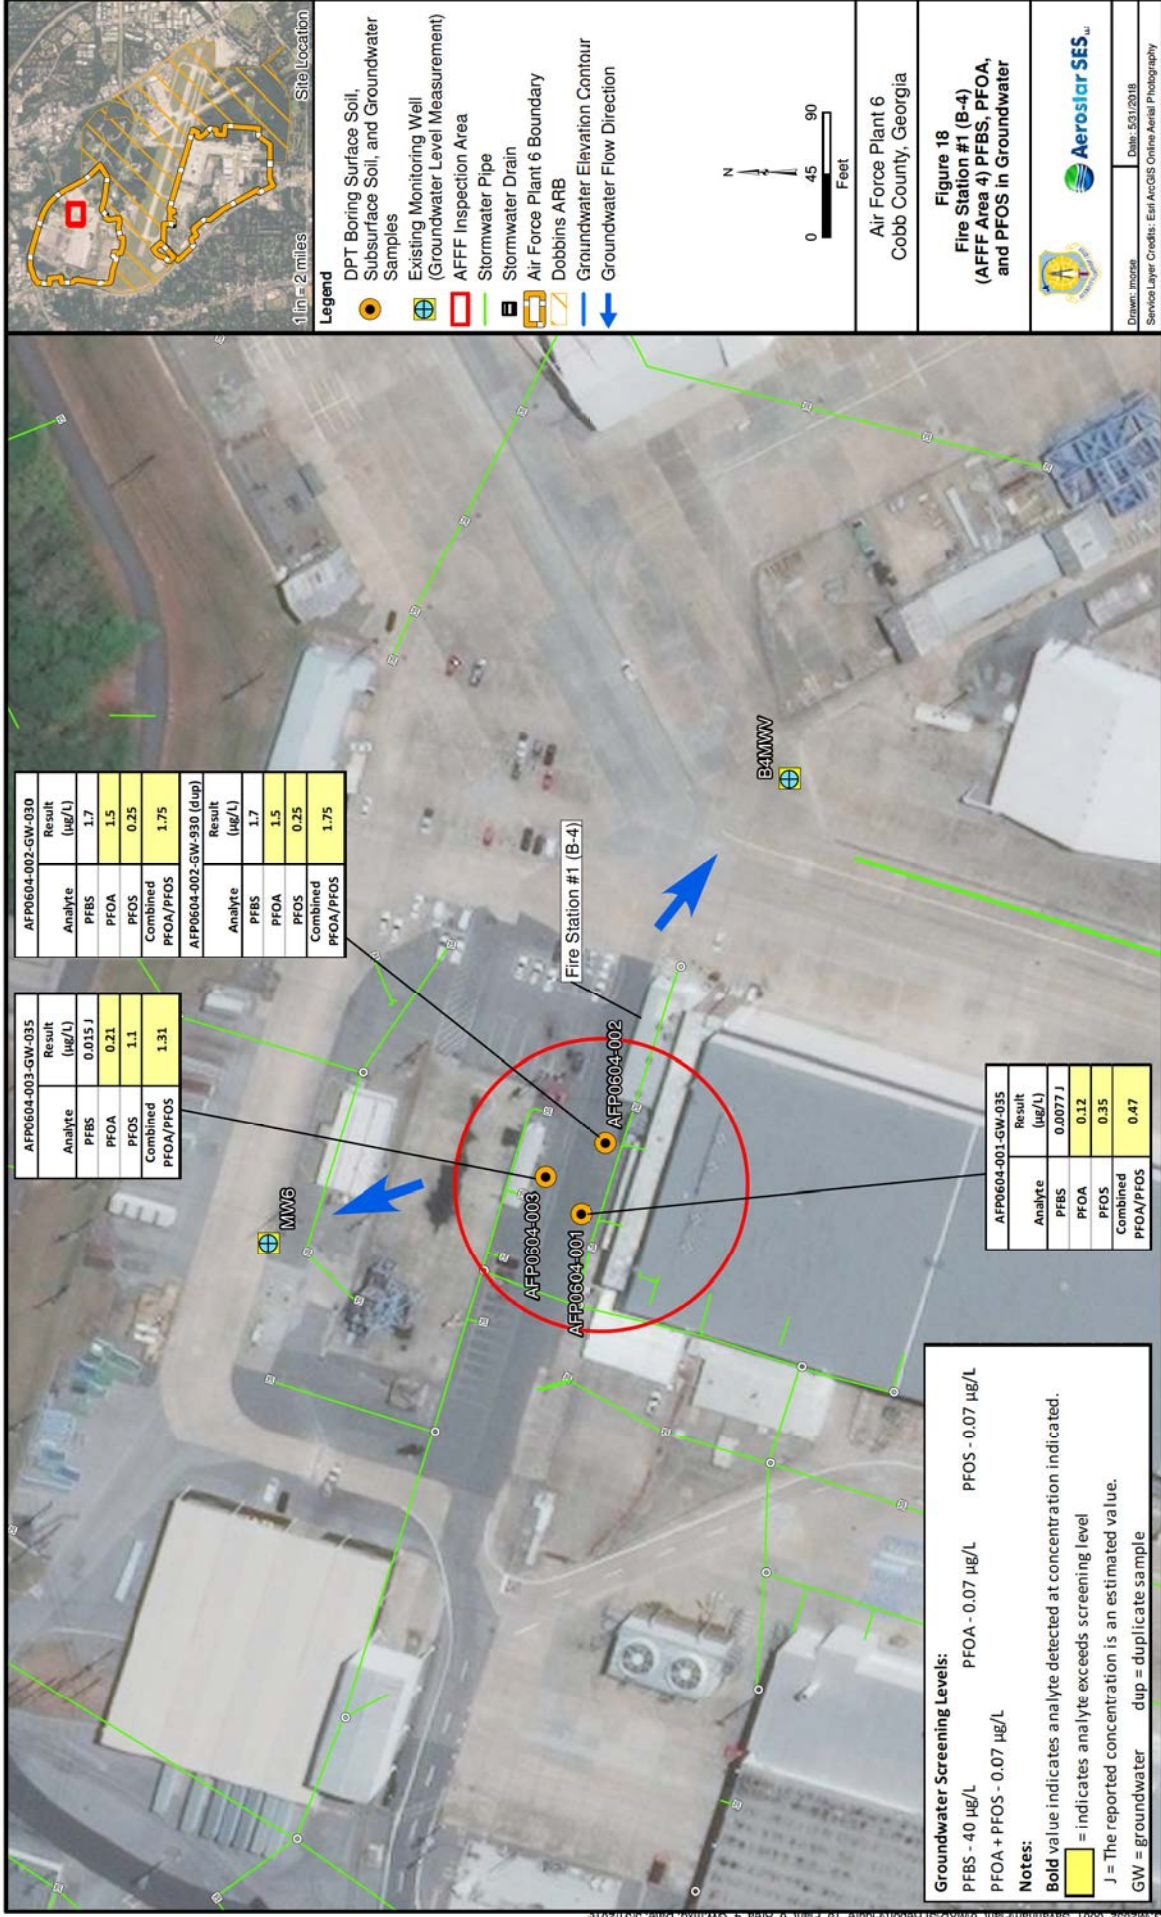 AFP0604-003-GW-035
Analyte Result (µg/L)
PFBS 0.015 J
PFOA 0.21
PFOS 1.1
Combined PFOA/PFOS 1.31
AFP0604-002-GW-030
Analyte Result (µg/L)
PFBS 1.7
PFOA 1.5
PFOS 0.25
Combined PFOA/PFOS 1.75
AFP0604-002-GW-930 (dup)
Analyte Result (µg/L)
PFBS 1.7
PFOA 1.5
PFOS 0.25
Combined PFOA/PFOS 1.75
MW6
AFP0604-003
AFP0604-001
AFP0604-002
Fire Station #1 (B-4)
B4MWV
AFP0604-001-GW-035
Analyte Result (µg/L)
PFBS 0.0077 J
PFOA 0.12
PFOS 0.35
Combined PFOA/PFOS 0.47
Groundwater Screening Levels:
PFBS - 40 µg/L PFOA - 0.07 µg/L PFOS - 0.07 µg/L
PFOA + PFOS - 0.07 µg/L
Notes:
Bold value indicates analyte detected at concentration indicated.
= indicates analyte exceeds screening level
J = The reported concentration is an estimated value.
GW = groundwater dup = duplicate sample
1 in = 2 miles Site Location
Legend
DPT Boring Surface Soil,
Subsurface Soil, and Groundwater
Samples
Existing Monitoring Well
(Groundwater Level Measurement)
AFFF Inspection Area
Stormwater Pipe
Stormwater Drain
Air Force Plant 6 Boundary
Dobbins ARB
Groundwater Elevation Contour
Groundwater Flow Direction
N
0 45 90
Feet
Air Force Plant 6
Cobb County, Georgia
Figure 18
Fire Station #1 (B-4)
(AFFF Area 4) PFBS, PFOA,
and PFOS in Groundwater
Aerostar SES LLC
Drawn: lmorse Date: 5/31/2018
Service Layer Credits: Esri ArcGIS Online Aerial Photography